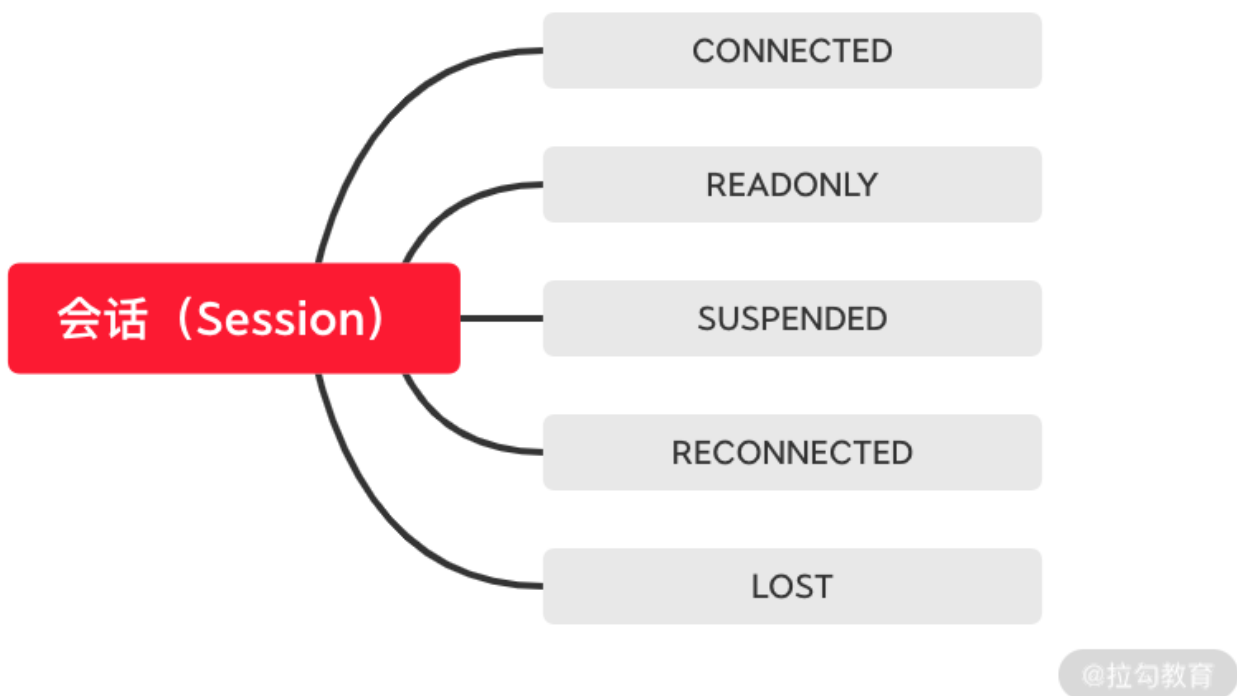 CONNECTED
READONLY
会话（Session）
SUSPENDED
RECONNECTED
LOST
@拉勾教育